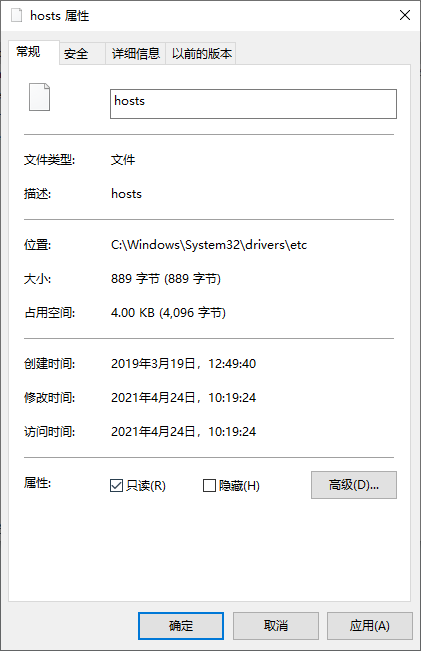 hosts 属性
常规 安全 详细信息 以前的版本
hosts
文件类型: 文件
描述: hosts
位置: C:\Windows\System32\drivers\etc
大小: 889 字节 (889 字节)
占用空间: 4.00 KB (4,096 字节)
创建时间: 2019年3月19日，12:49:40
修改时间: 2021年4月24日，10:19:24
访问时间: 2021年4月24日，10:19:24
属性: 只读(R) 隐藏(H) 高级(D)...
确定 取消 应用(A)